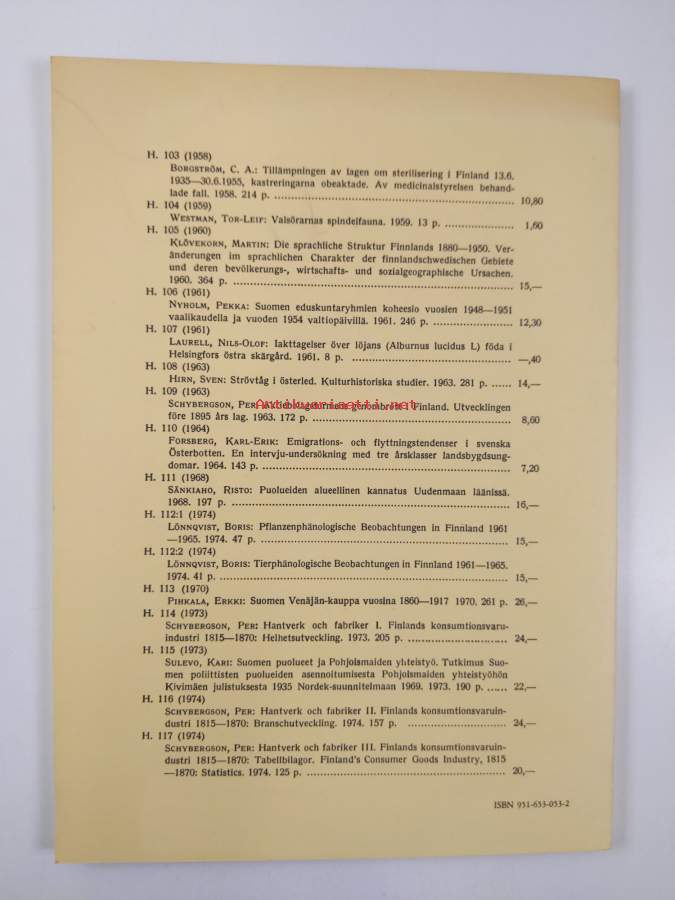 H. 103 (1958)
BORGSTRÖM, C. A.: Tillämpningen av lagen om sterilisering i Finland 13.6.
1935—30.6.1955, kastreringarna obeaktade. Av medicinalstyrelsen behand-
lade fall. 1958. 214 p. .......... 10,80
H. 104 (1959)
WESTMAN, TOR-LEIF: Valsörarnas spindelfauna. 1959. 13 p. .......... 1,60
H. 105 (1960)
KLÖVEKORN, MARTIN: Die sprachliche Struktur Finnlands 1880—1950. Ver-
änderungen im sprachlichen Charakter der finnlandschwedischen Gebiete
und deren bevölkerungs-, wirtschafts- und sozialgeographische Ursachen.
1960. 364 p. .......... 15,—
H. 106 (1961)
NYHOLM, PEKKA: Suomen eduskuntaryhmien koheesio vuosien 1948—1951
vaalikaudella ja vuoden 1954 valtiopäivillä. 1961. 246 p. .......... 12,30
H. 107 (1961)
LAURELL, NILS-OLOF: Iakttagelser över löjans (Alburnus lucidus L) föda i
Helsingfors östra skärgård. 1961. 8 p. .......... —,40
H. 108 (1963)
HIRN, SVEN: Strövtåg i österled. Kulturhistoriska studier. 1963. 281 p. ...... 14,—
H. 109 (1963)
SCHYBERGSON, PER: Aktiebolagsformens genombrott i Finland. Utvecklingen
före 1895 års lag. 1963. 172 p. .......... 8,60
Antikvariaatti.net
H. 110 (1964)
FORSBERG, KARL-ERIK: Emigrations- och flyttningstendenser i svenska
Österbotten. En intervju-undersökning med tre årsklasser landsbygdsung-
domar. 1964. 143 p. .......... 7,20
H. 111 (1968)
SÄNKIAHO, RISTO: Puolueiden alueellinen kannatus Uudenmaan läänissä.
1968. 197 p. .......... 16,—
H. 112:1 (1974)
LÖNNQVIST, BORIS: Pflanzenphänologische Beobachtungen in Finnland 1961
—1965. 1974. 47 p. .......... 15,—
H. 112:2 (1974)
LÖNNQVIST, BORIS: Tierphänologische Beobachtungen in Finnland 1961—1965.
1974. 41 p. .......... 15,—
H. 113 (1970)
PIHKALA, ERKKI: Suomen Venäjän-kauppa vuosina 1860—1917 1970. 261 p. 26,—
H. 114 (1973)
SCHYBERGSON, PER: Hantverk och fabriker I. Finlands konsumtionsvaru-
industri 1815—1870: Helhetsutveckling. 1973. 205 p. .......... 24,—
H. 115 (1973)
SULEVO, KARI: Suomen puolueet ja Pohjoismaiden yhteistyö. Tutkimus Suo-
men poliittisten puolueiden asennoitumisesta Pohjoismaiden yhteistyöhön
Kivimäen julistuksesta 1935 Nordek-suunnitelmaan 1969. 1973. 190 p. ...... 22,—
H. 116 (1974)
SCHYBERGSON, PER: Hantverk och fabriker II. Finlands konsumtionsvaruin-
dustri 1815—1870: Branschutveckling. 1974. 157 p. .......... 24,—
H. 117 (1974)
SCHYBERGSON, PER: Hantverk och fabriker III. Finlands konsumtionsvaruin-
dustri 1815—1870: Tabellbilagor. Finland's Consumer Goods Industry, 1815
—1870: Statistics. 1974. 125 p. .......... 20,—
ISBN 951-653-053-2